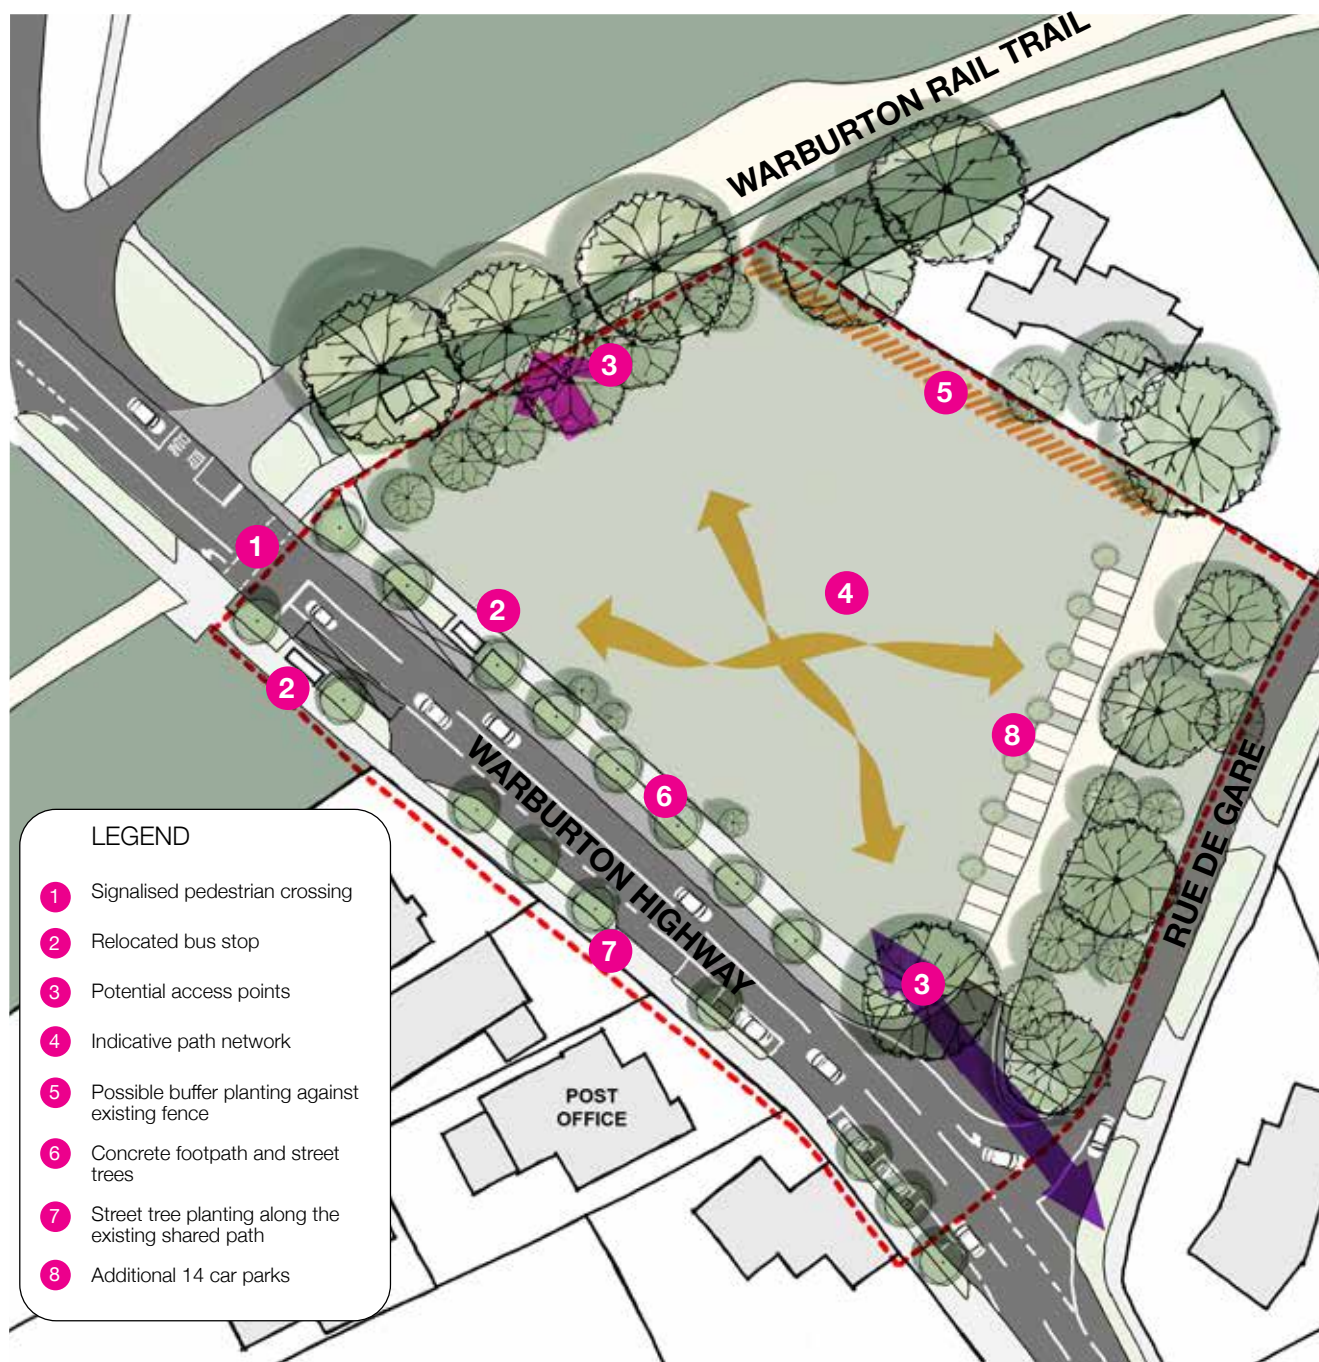 WARBURTON RAIL TRAIL
3
5
1
2
4
2
8
6
WARBURTON HIGHWAY
RUE DE GARE
7
3
POST
OFFICE
LEGEND
1 Signalised pedestrian crossing
2 Relocated bus stop
3 Potential access points
4 Indicative path network
5 Possible buffer planting against
existing fence
6 Concrete footpath and street
trees
7 Street tree planting along the
existing shared path
8 Additional 14 car parks